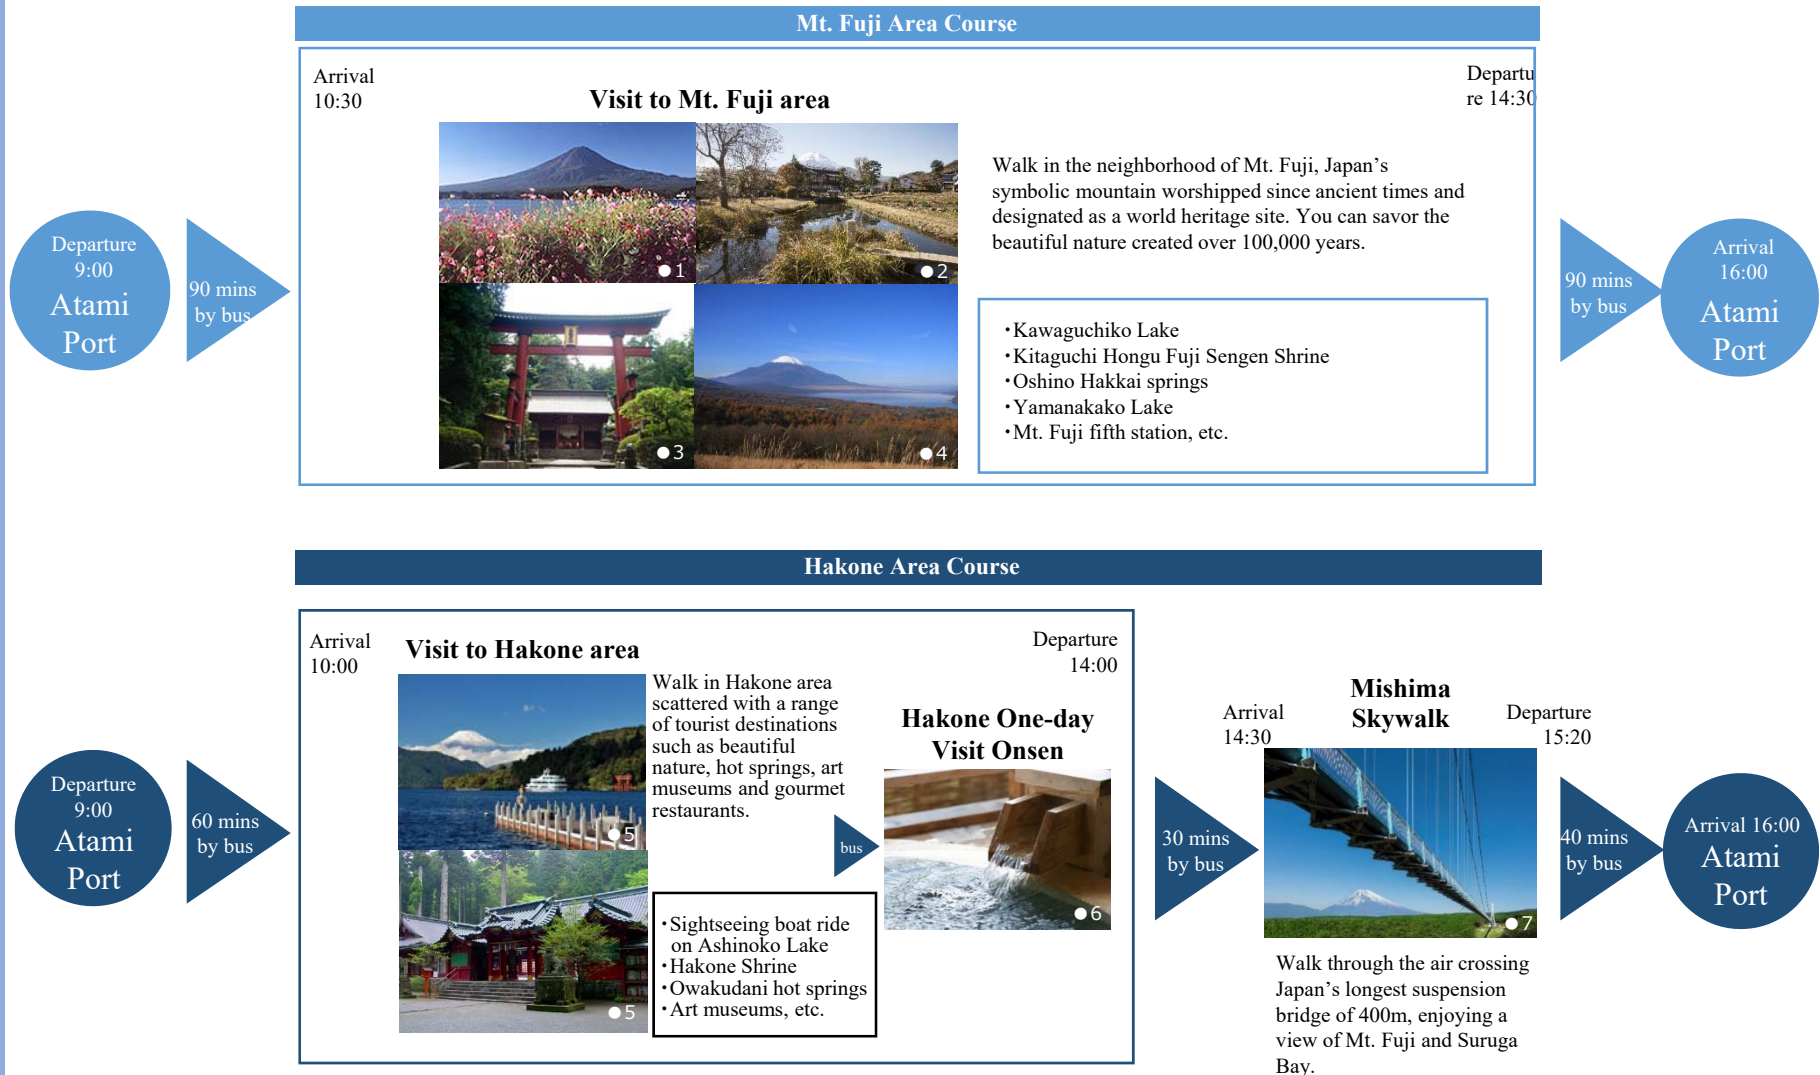 Mt. Fuji Area Course
Arrival
10:30
Visit to Mt. Fuji area
Departu
re 14:30
Departure
9:00
Atami
Port
90 mins
by bus
●1
●2
●3
●4
Walk in the neighborhood of Mt. Fuji, Japan’s
symbolic mountain worshipped since ancient times and
designated as a world heritage site. You can savor the
beautiful nature created over 100,000 years.
・Kawaguchiko Lake
・Kitaguchi Hongu Fuji Sengen Shrine
・Oshino Hakkai springs
・Yamanakako Lake
・Mt. Fuji fifth station, etc.
90 mins
by bus
Arrival
16:00
Atami
Port
Hakone Area Course
Departure
9:00
Atami
Port
60 mins
by bus
Arrival
10:00
Visit to Hakone area
Departure
14:00
●5
●5
Walk in Hakone area
scattered with a range
of tourist destinations
such as beautiful
nature, hot springs, art
museums and gourmet
restaurants.
・Sightseeing boat ride
on Ashinoko Lake
・Hakone Shrine
・Owakudani hot springs
・Art museums, etc.
bus
Hakone One-day
Visit Onsen
●6
30 mins
by bus
Arrival
14:30
Mishima
Skywalk
Departure
15:20
●7
Walk through the air crossing
Japan’s longest suspension
bridge of 400m, enjoying a
view of Mt. Fuji and Suruga
Bay.
40 mins
by bus
Arrival 16:00
Atami
Port